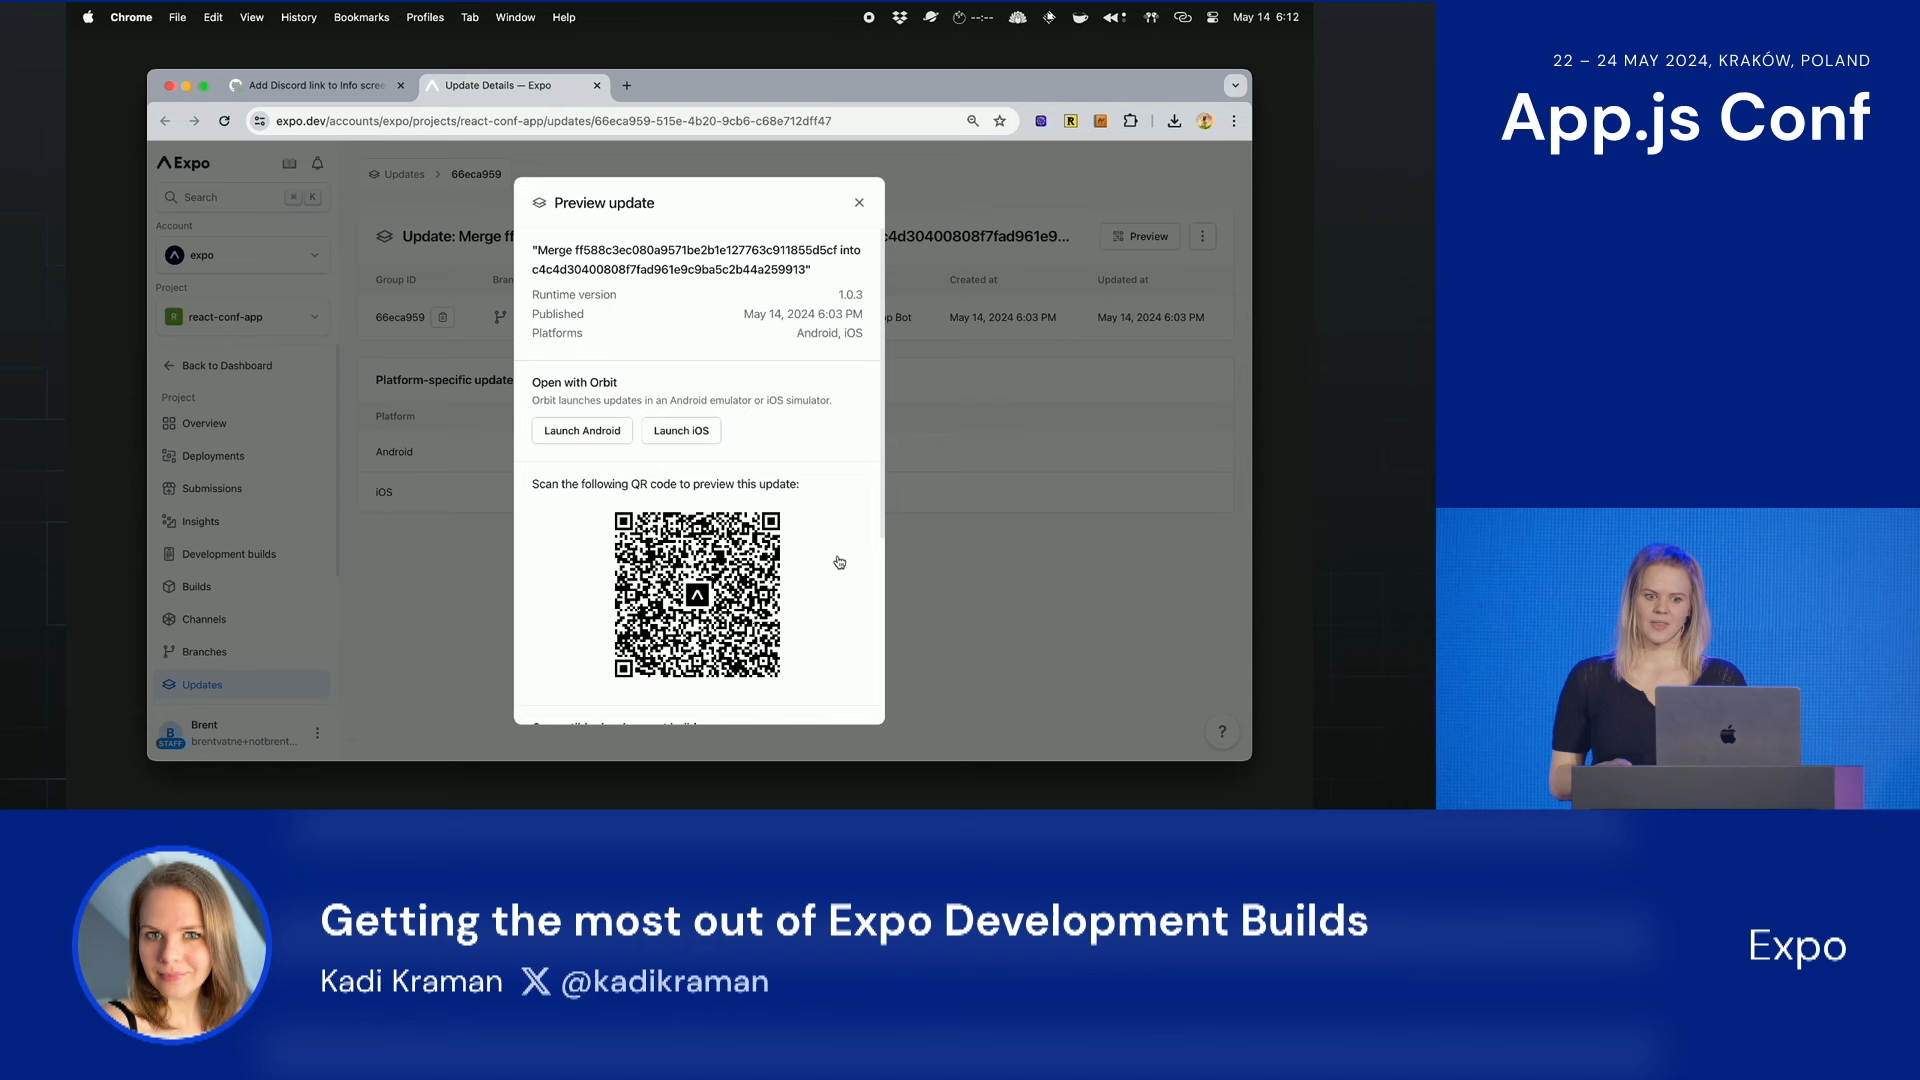 Chrome File Edit View History Bookmarks Profiles Tab Window Help
--:-- May 14 6:12
Add Discord link to Info scree
Update Details — Expo
expo.dev/accounts/expo/projects/react-conf-app/updates/66eca959-515e-4b20-9cb6-c68e712dff47
Expo
Search ⌘ K
Account
expo
Project
react-conf-app
Back to Dashboard
Project
Overview
Deployments
Submissions
Insights
Development builds
Builds
Channels
Branches
Updates
B
STAFF
Brent
brentvatne+notbrent...
Updates > 66eca959
Update: Merge ff
c4d30400808f7fad961e9...
Preview
Group ID
Bran
Created at
Updated at
66eca959
p Bot
May 14, 2024 6:03 PM
May 14, 2024 6:03 PM
Platform-specific update
Platform
Android
iOS
Preview update
"Merge ff588c3ec080a9571be2b1e127763c911855d5cf into
c4c4d30400808f7fad961e9c9ba5c2b44a259913"
Runtime version 1.0.3
Published May 14, 2024 6:03 PM
Platforms Android, iOS
Open with Orbit
Orbit launches updates in an Android emulator or iOS simulator.
Launch Android Launch iOS
Scan the following QR code to preview this update:
?
22 – 24 MAY 2024, KRAKÓW, POLAND
App.js Conf
Getting the most out of Expo Development Builds
Kadi Kraman X @kadikraman
Expo